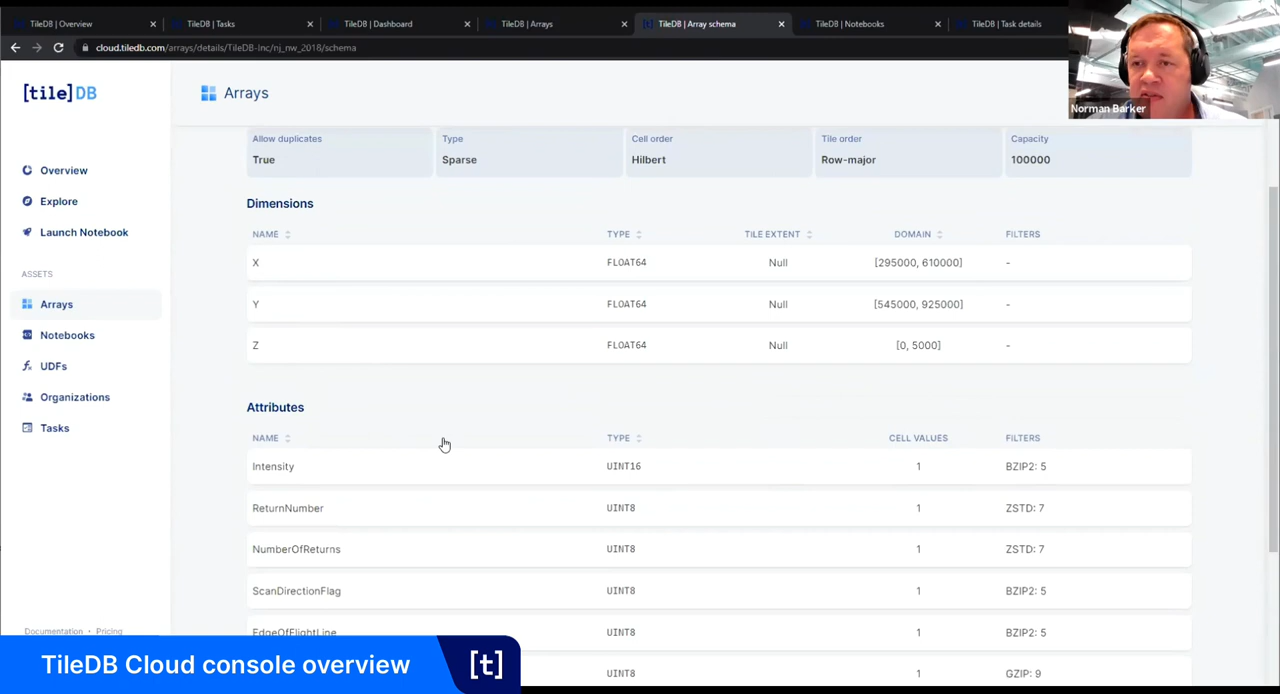 TileDB | Overview
TileDB | Tasks
TileDB | Dashboard
TileDB | Arrays
TileDB | Array schema
TileDB | Notebooks
TileDB | Task details
cloud.tiledb.com/arrays/details/TileDB-Inc/nj_nw_2018/schema
Norman Barker
[tile]DB
Arrays
Overview
Explore
Launch Notebook
ASSETS
Arrays
Notebooks
UDFs
Organizations
Tasks
Documentation • Pricing
Allow duplicates Type Cell order Tile order Capacity
True Sparse Hilbert Row-major 100000
Dimensions
NAME TYPE TILE EXTENT DOMAIN FILTERS
X FLOAT64 Null [295000, 610000] -
Y FLOAT64 Null [545000, 925000] -
Z FLOAT64 Null [0, 5000] -
Attributes
NAME TYPE CELL VALUES FILTERS
Intensity UINT16 1 BZIP2: 5
ReturnNumber UINT8 1 ZSTD: 7
NumberOfReturns UINT8 1 ZSTD: 7
ScanDirectionFlag UINT8 1 BZIP2: 5
EdgeOfFlightLine UINT8 1 BZIP2: 5
UINT8 1 GZIP: 9
TileDB Cloud console overview
[t]